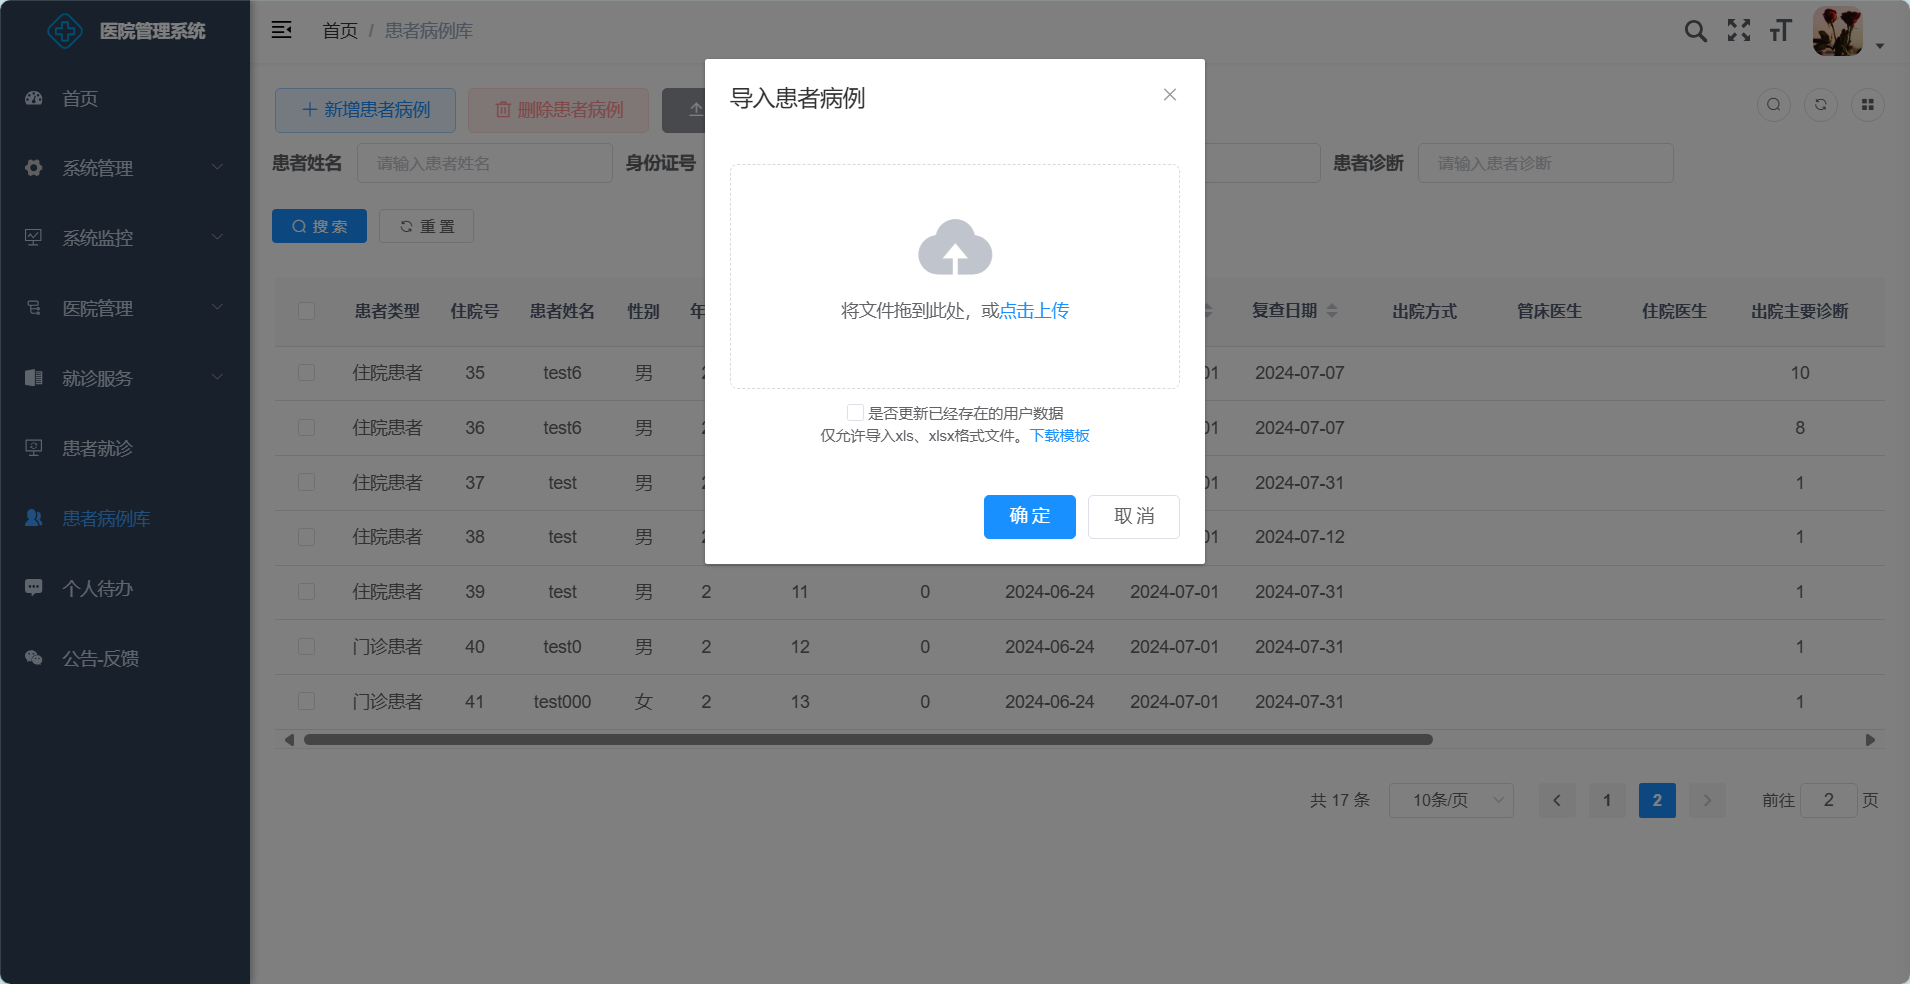 医院管理系统
首页 / 患者病例库
首页
系统管理
系统监控
医院管理
就诊服务
患者就诊
患者病例库
个人待办
公告-反馈
新增患者病例 删除患者病例
患者姓名 请输入患者姓名 身份证号 患者诊断 请输入患者诊断
搜索 重置
导入患者病例
将文件拖到此处，或点击上传
是否更新已经存在的用户数据
仅允许导入xls、xlsx格式文件。下载模板
确定 取消
患者类型 住院号 患者姓名 性别 年 复查日期 出院方式 管床医生 住院医生 出院主要诊断
住院患者 35 test6 男 01 2024-07-07 10
住院患者 36 test6 男 01 2024-07-07 8
住院患者 37 test 男 01 2024-07-31 1
住院患者 38 test 男 01 2024-07-12 1
住院患者 39 test 男 2 11 0 2024-06-24 2024-07-01 2024-07-31 1
门诊患者 40 test0 男 2 12 0 2024-06-24 2024-07-01 2024-07-31 1
门诊患者 41 test000 女 2 13 0 2024-06-24 2024-07-01 2024-07-31 1
共 17 条 10条/页 1 2 前往 2 页